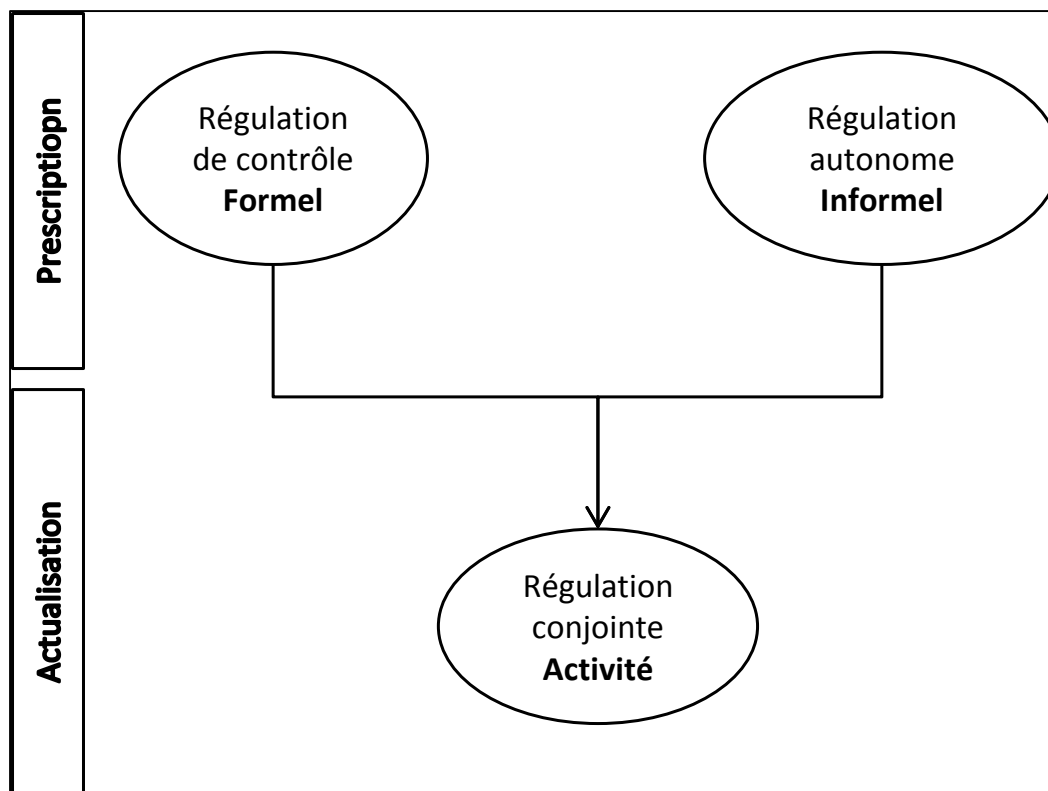 Prescriptiopn
Régulation
de contrôle
Formel
Régulation
autonome
Informel
Actualisation
Régulation
conjointe
Activité